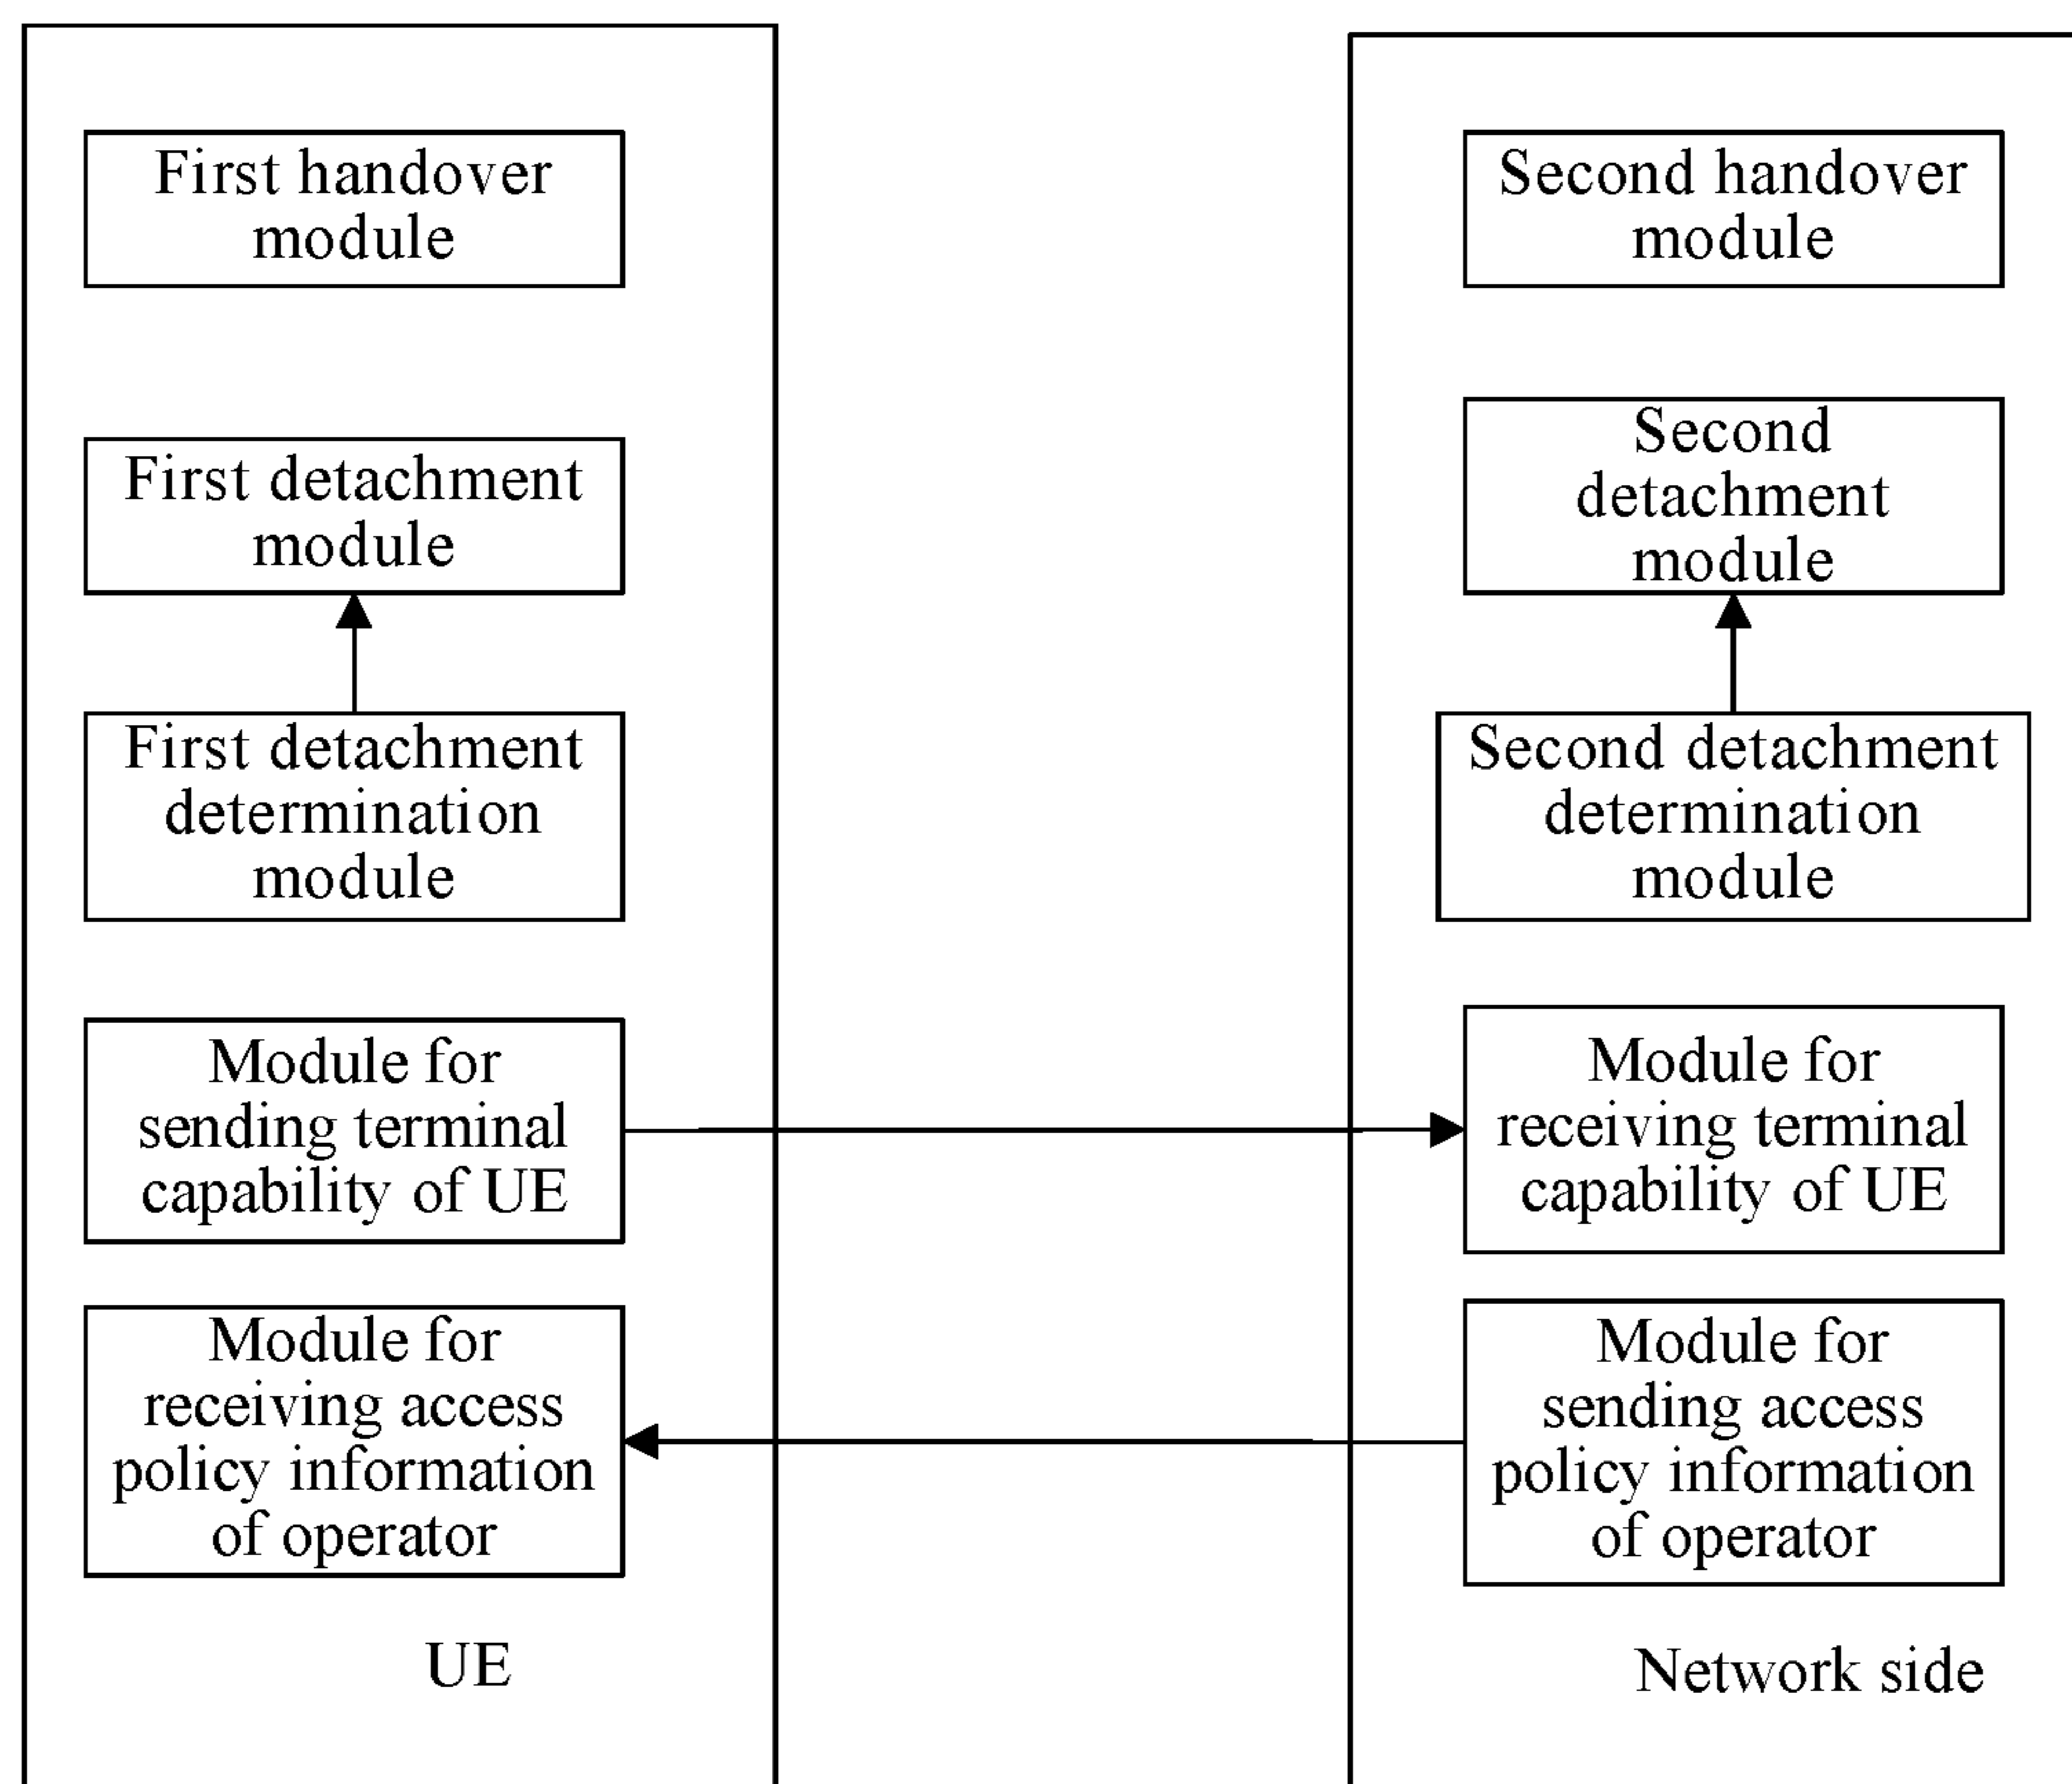 First handover
module
First detachment
module
First detachment
determination
module
Module for
sending terminal
capability of UE
Module for
receiving access
policy information
of operator
UE
Second handover
module
Second
detachment
module
Second detachment
determination
module
Module for
receiving terminal
capability of UE
Module for
sending access
policy information
of operator
Network side